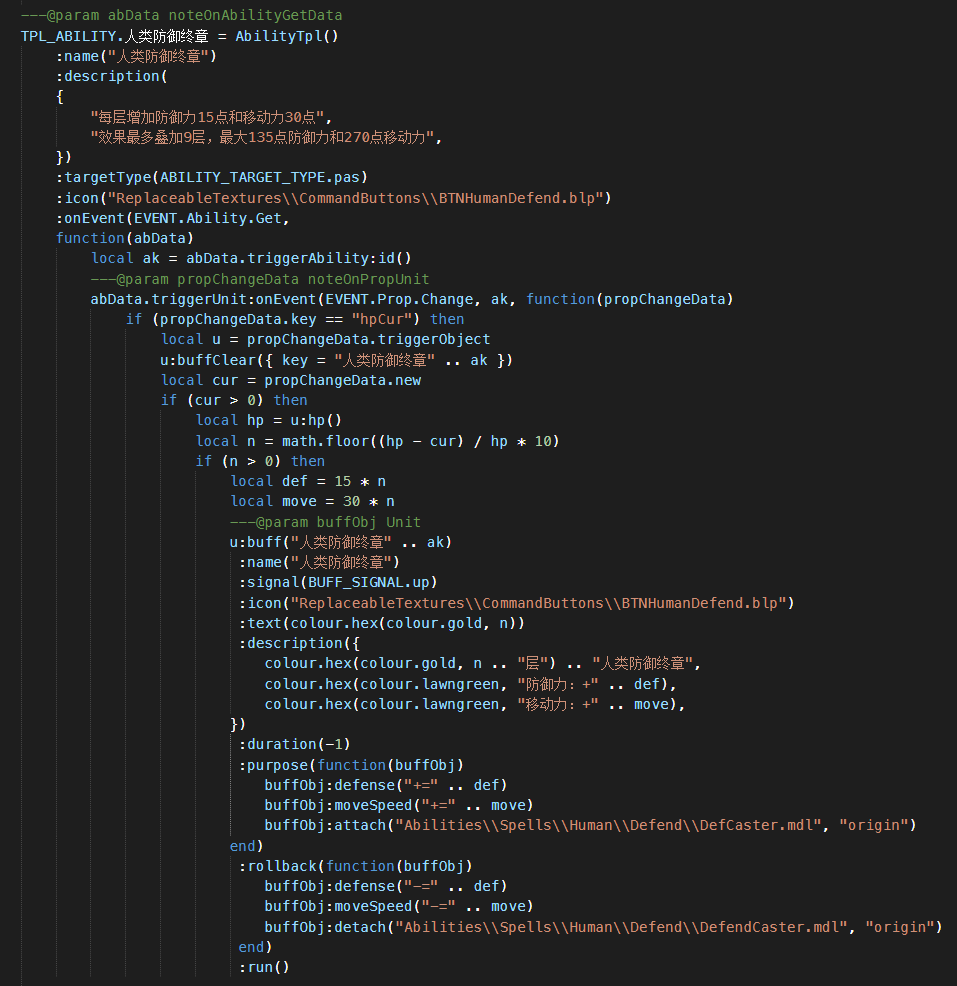 ---@param abData noteOnAbilityGetData
TPL_ABILITY.人类防御终章 = AbilityTpl()
    :name("人类防御终章")
    :description(
    {
        "每层增加防御力15点和移动力30点",
        "效果最多叠加9层，最大135点防御力和270点移动力",
    })
    :targetType(ABILITY_TARGET_TYPE.pas)
    :icon("ReplaceableTextures\\CommandButtons\\BTNHumanDefend.blp")
    :onEvent(EVENT.Ability.Get,
    function(abData)
        local ak = abData.triggerAbility:id()
        ---@param propChangeData noteOnPropUnit
        abData.triggerUnit:onEvent(EVENT.Prop.Change, ak, function(propChangeData)
            if (propChangeData.key == "hpCur") then
                local u = propChangeData.triggerObject
                u:buffClear({ key = "人类防御终章" .. ak })
                local cur = propChangeData.new
                if (cur > 0) then
                    local hp = u:hp()
                    local n = math.floor((hp - cur) / hp * 10)
                    if (n > 0) then
                        local def = 15 * n
                        local move = 30 * n
                        ---@param buffObj Unit
                        u:buff("人类防御终章" .. ak)
                         :name("人类防御终章")
                         :signal(BUFF_SIGNAL.up)
                         :icon("ReplaceableTextures\\CommandButtons\\BTNHumanDefend.blp")
                         :text(colour.hex(colour.gold, n))
                         :description({
                            colour.hex(colour.gold, n .. "层") .. "人类防御终章",
                            colour.hex(colour.lawngreen, "防御力：+" .. def),
                            colour.hex(colour.lawngreen, "移动力：+" .. move),
                        })
                         :duration(-1)
                         :purpose(function(buffObj)
                            buffObj:defense("+=" .. def)
                            buffObj:moveSpeed("+=" .. move)
                            buffObj:attach("Abilities\\Spells\\Human\\Defend\\DefCaster.mdl", "origin")
                        end)
                         :rollback(function(buffObj)
                            buffObj:defense("-=" .. def)
                            buffObj:moveSpeed("-=" .. move)
                            buffObj:detach("Abilities\\Spells\\Human\\Defend\\DefendCaster.mdl", "origin")
                         end)
                         :run()